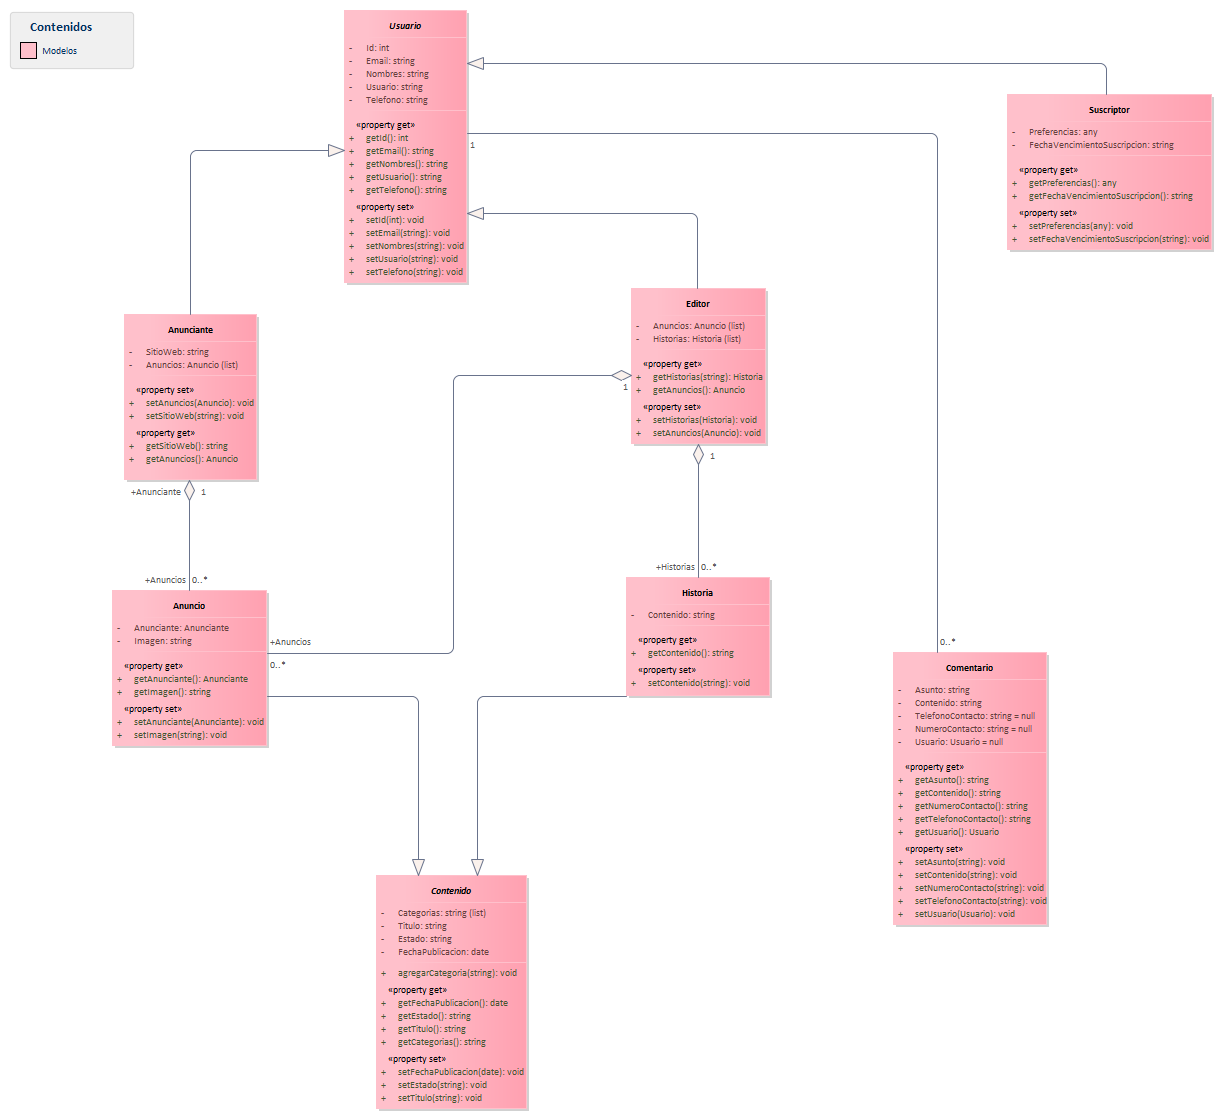 Contenidos
Modelos
Usuario
- Id: int
- Email: string
- Nombres: string
- Usuario: string
- Telefono: string
«property get»
+ getId(): int
+ getEmail(): string
+ getNombres(): string
+ getUsuario(): string
+ getTelefono(): string
«property set»
+ setId(int): void
+ setEmail(string): void
+ setNombres(string): void
+ setUsuario(string): void
+ setTelefono(string): void
1
Suscriptor
- Preferencias: any
- FechaVencimientoSuscripcion: string
«property get»
+ getPreferencias(): any
+ getFechaVencimientoSuscripcion(): string
«property set»
+ setPreferencias(any): void
+ setFechaVencimientoSuscripcion(string): void
Anunciante
- SitioWeb: string
- Anuncios: Anuncio (list)
«property set»
+ setAnuncios(Anuncio): void
+ setSitioWeb(string): void
«property get»
+ getSitioWeb(): string
+ getAnuncios(): Anuncio
+Anunciante 1
+Anuncios 0..*
Editor
- Anuncios: Anuncio (list)
- Historias: Historia (list)
«property get»
+ getHistorias(string): Historia
+ getAnuncios(): Anuncio
«property set»
+ setHistorias(Historia): void
+ setAnuncios(Anuncio): void
1
1
+Historias 0..*
Anuncio
- Anunciante: Anunciante
- Imagen: string
«property get»
+ getAnunciante(): Anunciante
+ getImagen(): string
«property set»
+ setAnunciante(Anunciante): void
+ setImagen(string): void
+Anuncios
0..*
Historia
- Contenido: string
«property get»
+ getContenido(): string
«property set»
+ setContenido(string): void
0..*
Comentario
- Asunto: string
- Contenido: string
- TelefonoContacto: string = null
- NumeroContacto: string = null
- Usuario: Usuario = null
«property get»
+ getAsunto(): string
+ getContenido(): string
+ getNumeroContacto(): string
+ getTelefonoContacto(): string
+ getUsuario(): Usuario
«property set»
+ setAsunto(string): void
+ setContenido(string): void
+ setNumeroContacto(string): void
+ setTelefonoContacto(string): void
+ setUsuario(Usuario): void
Contenido
- Categorias: string (list)
- Titulo: string
- Estado: string
- FechaPublicacion: date
+ agregarCategoria(string): void
«property get»
+ getFechaPublicacion(): date
+ getEstado(): string
+ getTitulo(): string
+ getCategorias(): string
«property set»
+ setFechaPublicacion(date): void
+ setEstado(string): void
+ setTitulo(string): void